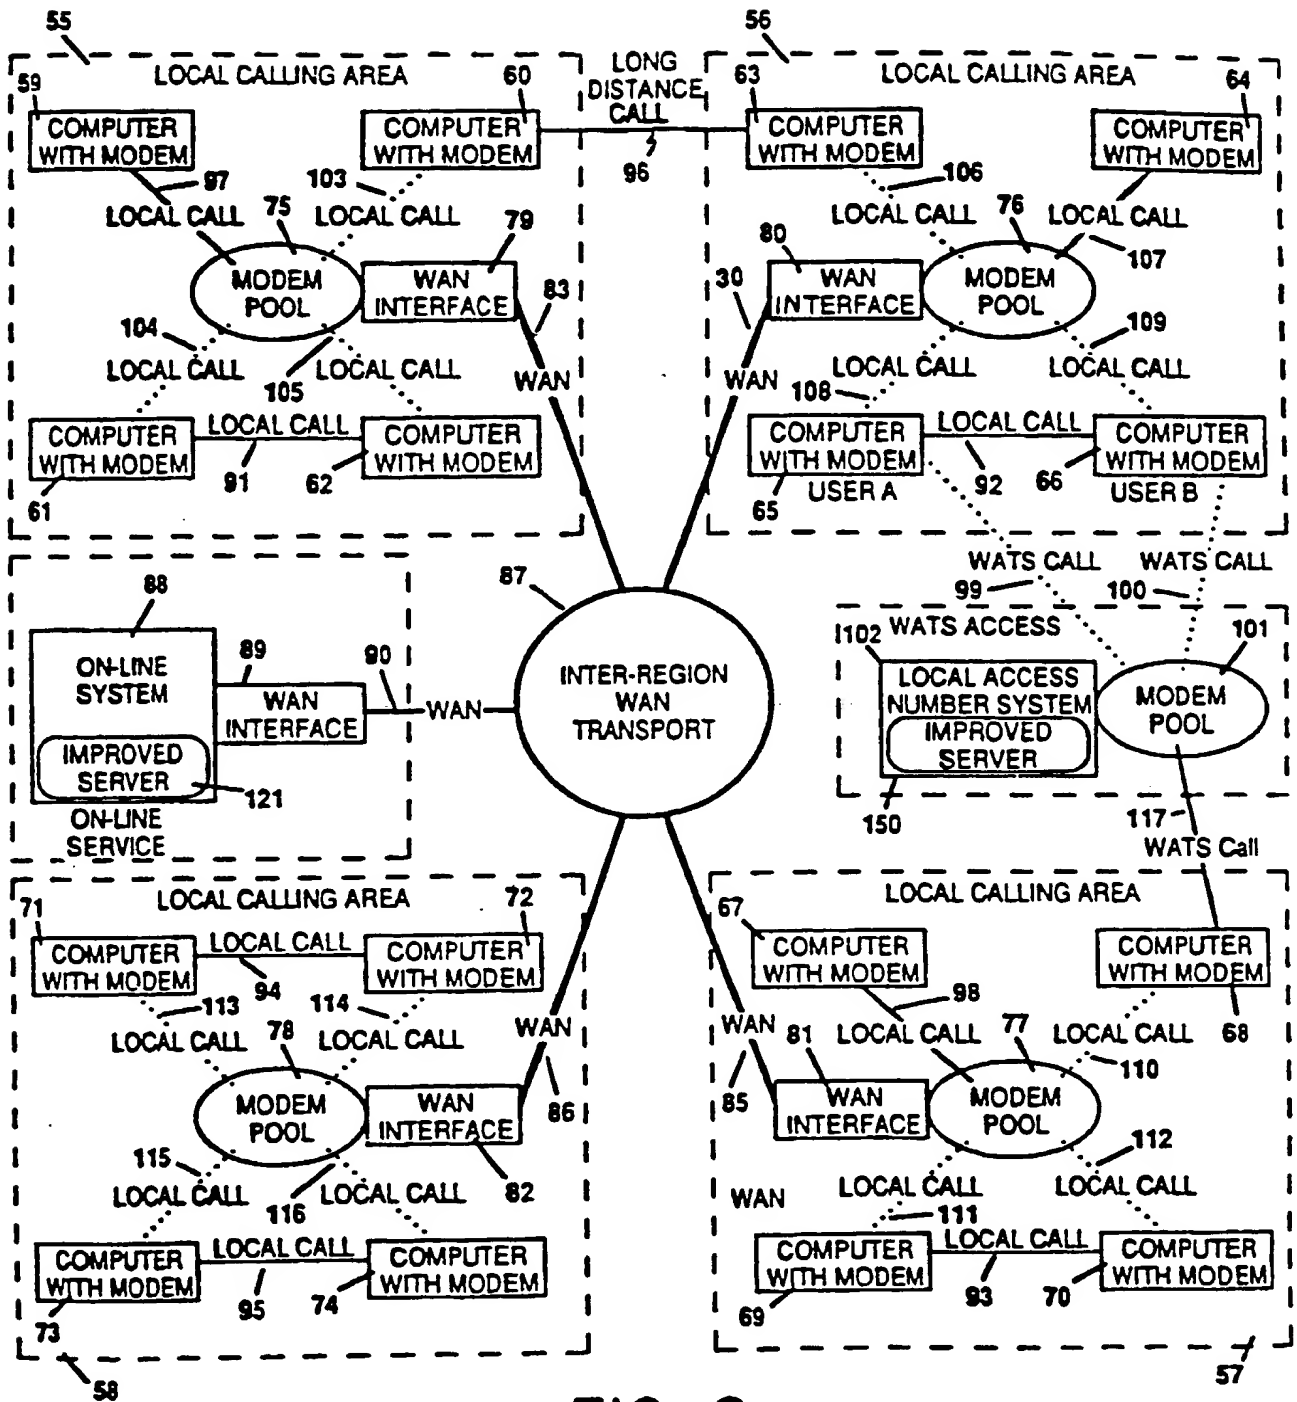 55
56
LOCAL CALLING AREA
59
60
COMPUTER
WITH MODEM
COMPUTER
WITH MODEM
97
103
LOCAL CALL
75
LOCAL CALL
79
MODEM
POOL
WAN
INTERFACE
83
104
LOCAL CALL
105
LOCAL CALL
WAN
COMPUTER
WITH MODEM
LOCAL CALL
COMPUTER
WITH MODEM
61
91
62
LONG
DISTANCE
CALL
96
LOCAL CALLING AREA
63
64
COMPUTER
WITH MODEM
COMPUTER
WITH MODEM
106
LOCAL CALL
76
LOCAL CALL
107
80
30
WAN
INTERFACE
MODEM
POOL
109
WAN
LOCAL CALL
108
LOCAL CALL
COMPUTER
WITH MODEM
LOCAL CALL
COMPUTER
WITH MODEM
USER A
USER B
65
92
66
WATS CALL
99
WATS CALL
100
88
89
90
ON-LINE
SYSTEM
WAN
INTERFACE
WAN
IMPROVED
SERVER
121
ON-LINE
SERVICE
87
INTER-REGION
WAN
TRANSPORT
102
WATS ACCESS
101
LOCAL ACCESS
NUMBER SYSTEM
IMPROVED
SERVER
MODEM
POOL
150
117
WATS Call
LOCAL CALLING AREA
71
72
COMPUTER
WITH MODEM
LOCAL CALL
COMPUTER
WITH MODEM
94
113
114
LOCAL CALL
78
LOCAL CALL
WAN
MODEM
POOL
WAN
INTERFACE
86
115
LOCAL CALL
116
LOCAL CALL
82
COMPUTER
WITH MODEM
LOCAL CALL
COMPUTER
WITH MODEM
73
95
74
58
LOCAL CALLING AREA
67
COMPUTER
WITH MODEM
COMPUTER
WITH MODEM
98
68
WAN
81
LOCAL CALL
77
LOCAL CALL
110
85
WAN
INTERFACE
MODEM
POOL
112
WAN
LOCAL CALL
111
LOCAL CALL
COMPUTER
WITH MODEM
LOCAL CALL
COMPUTER
WITH MODEM
69
93
70
57